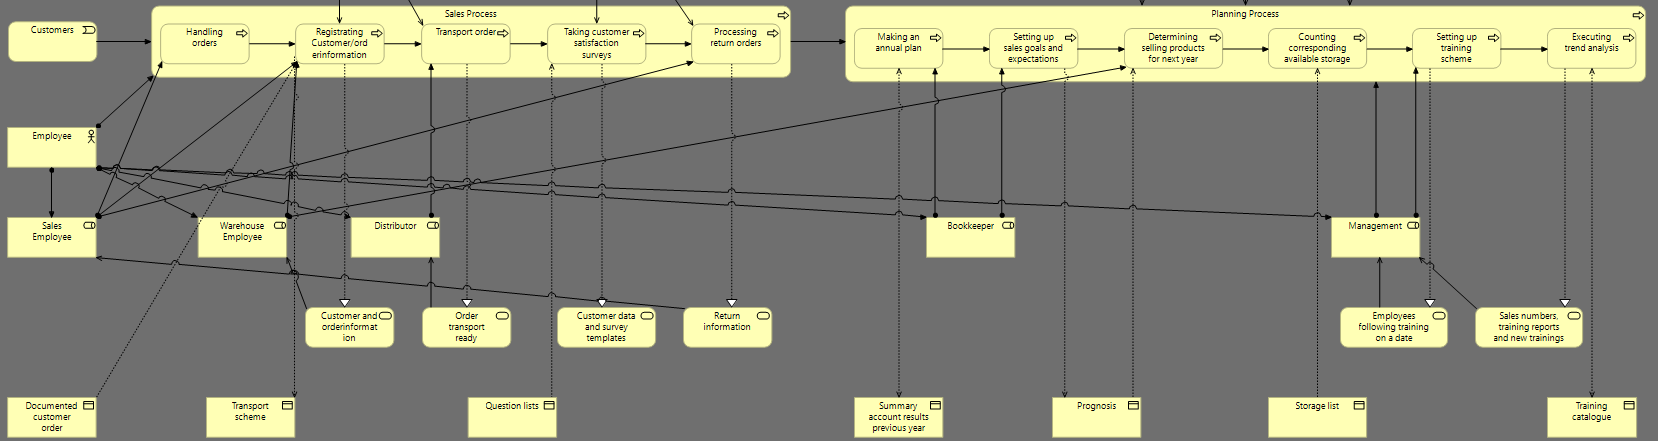 Sales Process
Planning Process
Customers
Handling
orders
Registrating
Customer/ord
erinformation
Transport order
Taking customer
satisfaction
surveys
Processing
return orders
Making an
annual plan
Setting up
sales goals and
expectations
Determining
selling products
for next year
Counting
corresponding
available storage
Setting up
training
scheme
Executing
trend analysis
Employee
Sales
Employee
Warehouse
Employee
Distributor
Bookkeeper
Management
Customer and
orderinformat
ion
Order
transport
ready
Customer data
and survey
templates
Return
information
Employees
following training
on a date
Sales numbers,
training reports
and new trainings
Documented
customer
order
Transport
scheme
Question lists
Summary
account results
previous year
Prognosis
Storage list
Training
catalogue